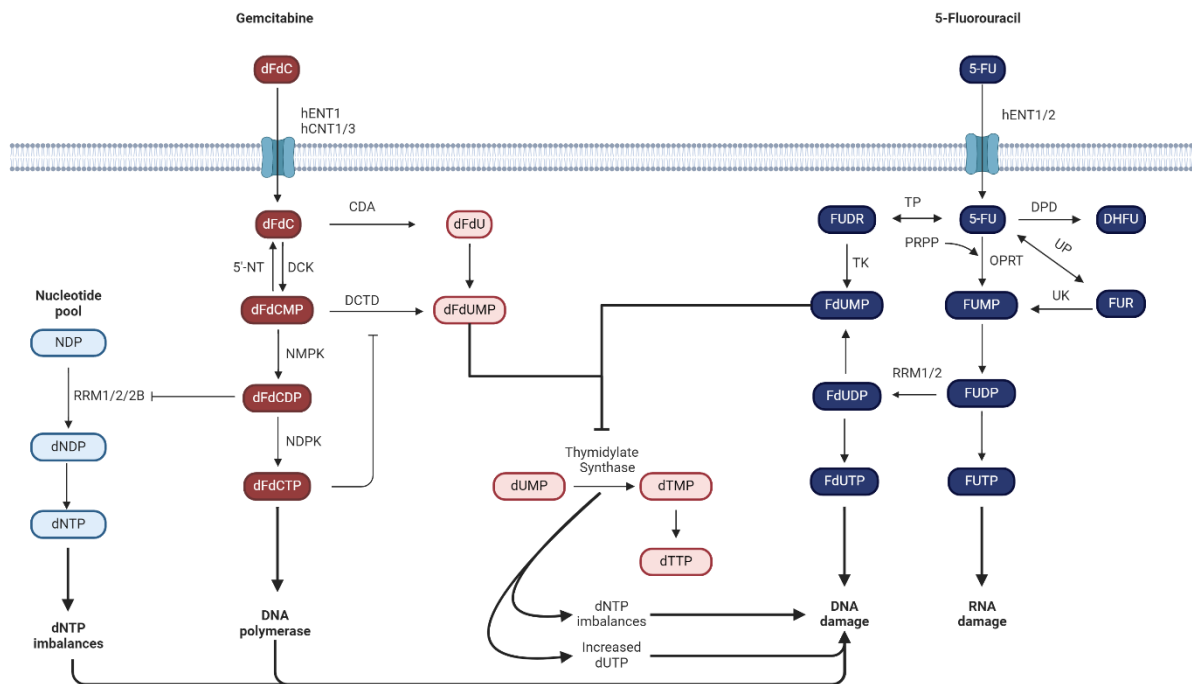 Gemcitabine
5-Fluorouracil
dFdC
5-FU
hENT1
hCNT1/3
hENT1/2
dFdC
CDA
dFdU
FUDR
TP
5-FU
DPD
DHFU
PRPP
OPRT
UP
5'-NT
DCK
TK
Nucleotide
pool
dFdCMP
DCTD
dFdUMP
FdUMP
FUMP
UK
FUR
NDP
NMPK
RRM1/2/2B
dFdCDP
RRM1/2
FdUDP
FUDP
dNDP
NDPK
Thymidylate
Synthase
dFdCTP
dUMP
dTMP
FdUTP
FUTP
dNTP
dTTP
dNTP
imbalances
DNA
polymerase
dNTP
imbalances
DNA
damage
RNA
damage
Increased
dUTP